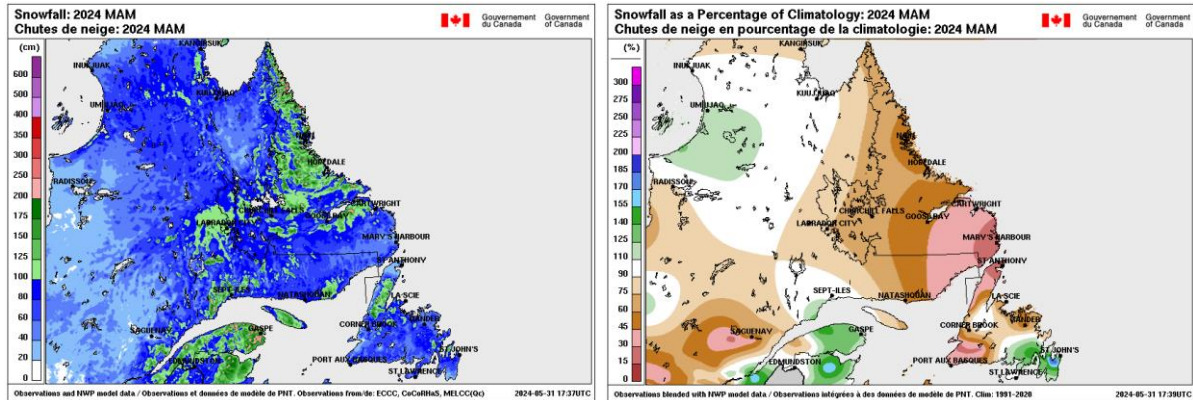 Snowfall: 2024 MAM
Chutes de neige: 2024 MAM
Gouvernement du Canada
Government of Canada
(cm)
600
500
400
300
250
200
175
150
125
100
80
60
40
20
0
KANGIRSUK
INUKJUAK
KUUJJUAQ
UMIUJAQ
NAIN
HOPEDALE
RADISSON
CARTWRIGHT
CHURCHILL FALLS
GOOSE BAY
LABRADOR CITY
MARY'S HARBOUR
ST ANTHONY
SEPT-ILES
NATASHQUAN
LA SCIE
SAGUENAY
GASPE
CORNER BROOK
GANDER
EDMUNDSTON
PORT AUX BASQUES
ST JOHN'S
ST LAWRENCE
Observations and NWP model data / Observations et données de modèle de PNT. Observations from/de: ECCC, CoCoRHaS, MELCC(Qc)
2024-05-31 17:37UTC
Snowfall as a Percentage of Climatology: 2024 MAM
Chutes de neige en pourcentage de la climatologie: 2024 MAM
Gouvernement du Canada
Government of Canada
(%)
300
275
250
225
200
185
170
155
140
125
110
90
75
60
45
30
15
0
KANGIRSUK
INUKJUAK
KUUJJUAQ
UMIUJAQ
NAIN
HOPEDALE
RADISSON
CARTWRIGHT
CHURCHILL FALLS
GOOSE BAY
LABRADOR CITY
MARY'S HARBOUR
ST ANTHONY
SEPT-ILES
NATASHQUAN
LA SCIE
SAGUENAY
GASPE
CORNER BROOK
GANDER
EDMUNDSTON
PORT AUX BASQUES
ST JOHN'S
ST LAWRENCE
Observations blended with NWP model data / Observations intégrées à des données de modèle de PNT. Clim: 1991-2020
2024-05-31 17:39UTC